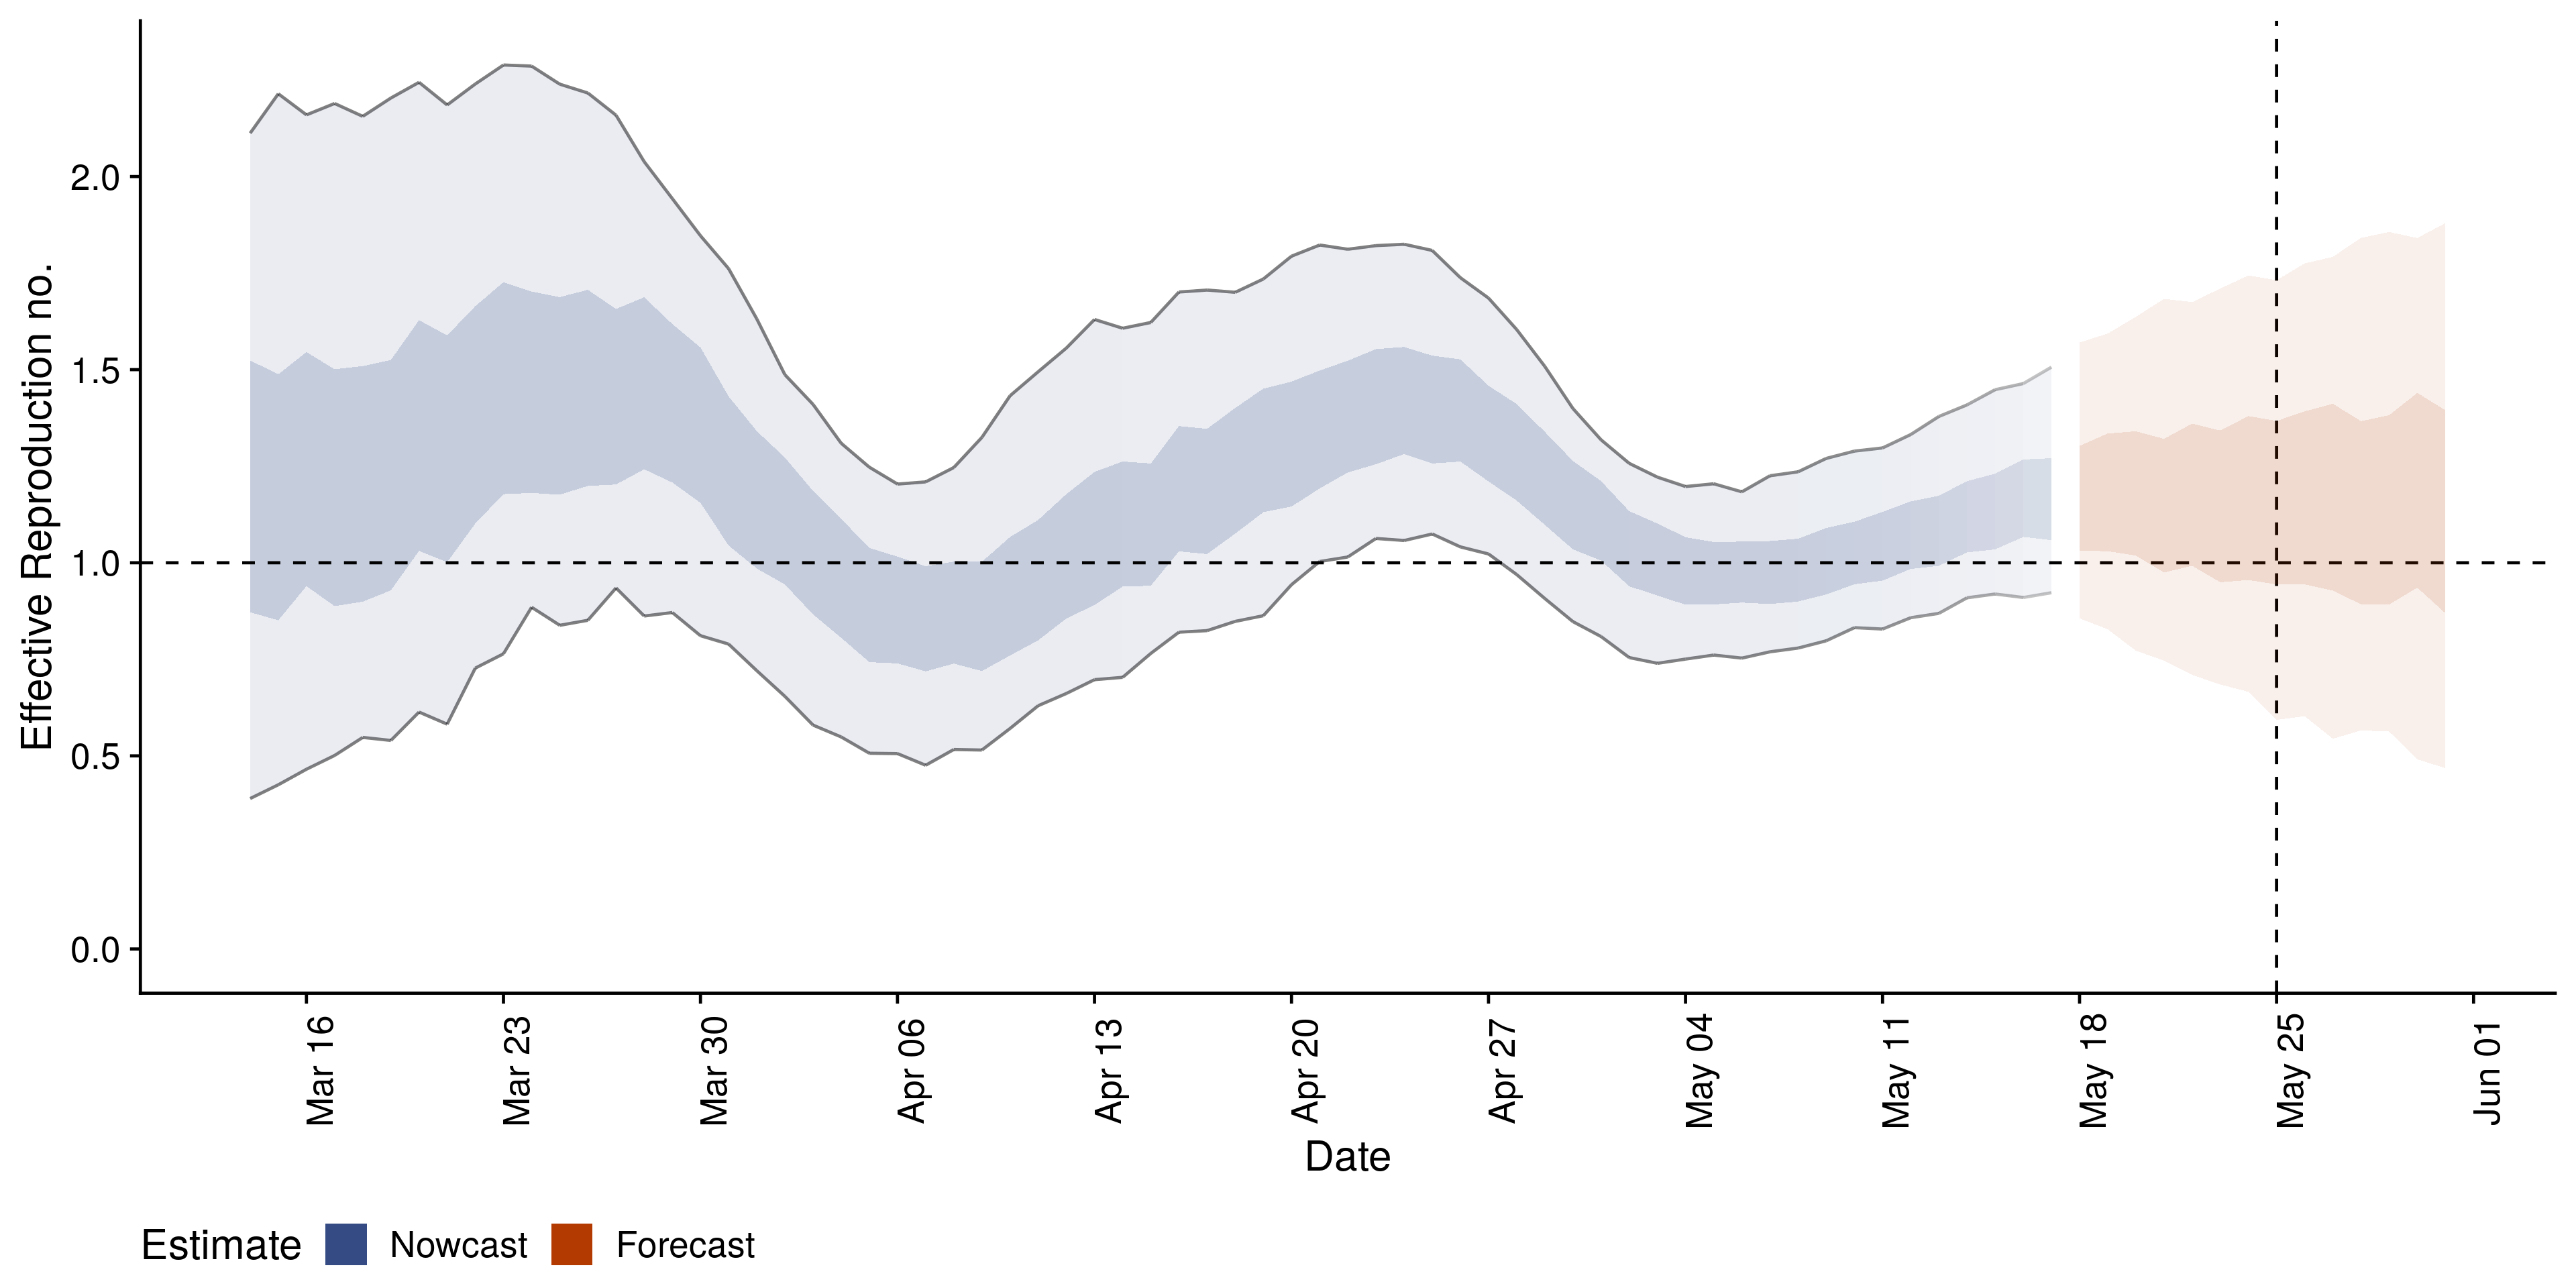 Effective Reproduction no.
2.0
1.5
1.0
0.5
0.0
Mar 16
Mar 23
Mar 30
Apr 06
Apr 13
Apr 20
Apr 27
May 04
May 11
May 18
May 25
Jun 01
Date
Estimate Nowcast Forecast